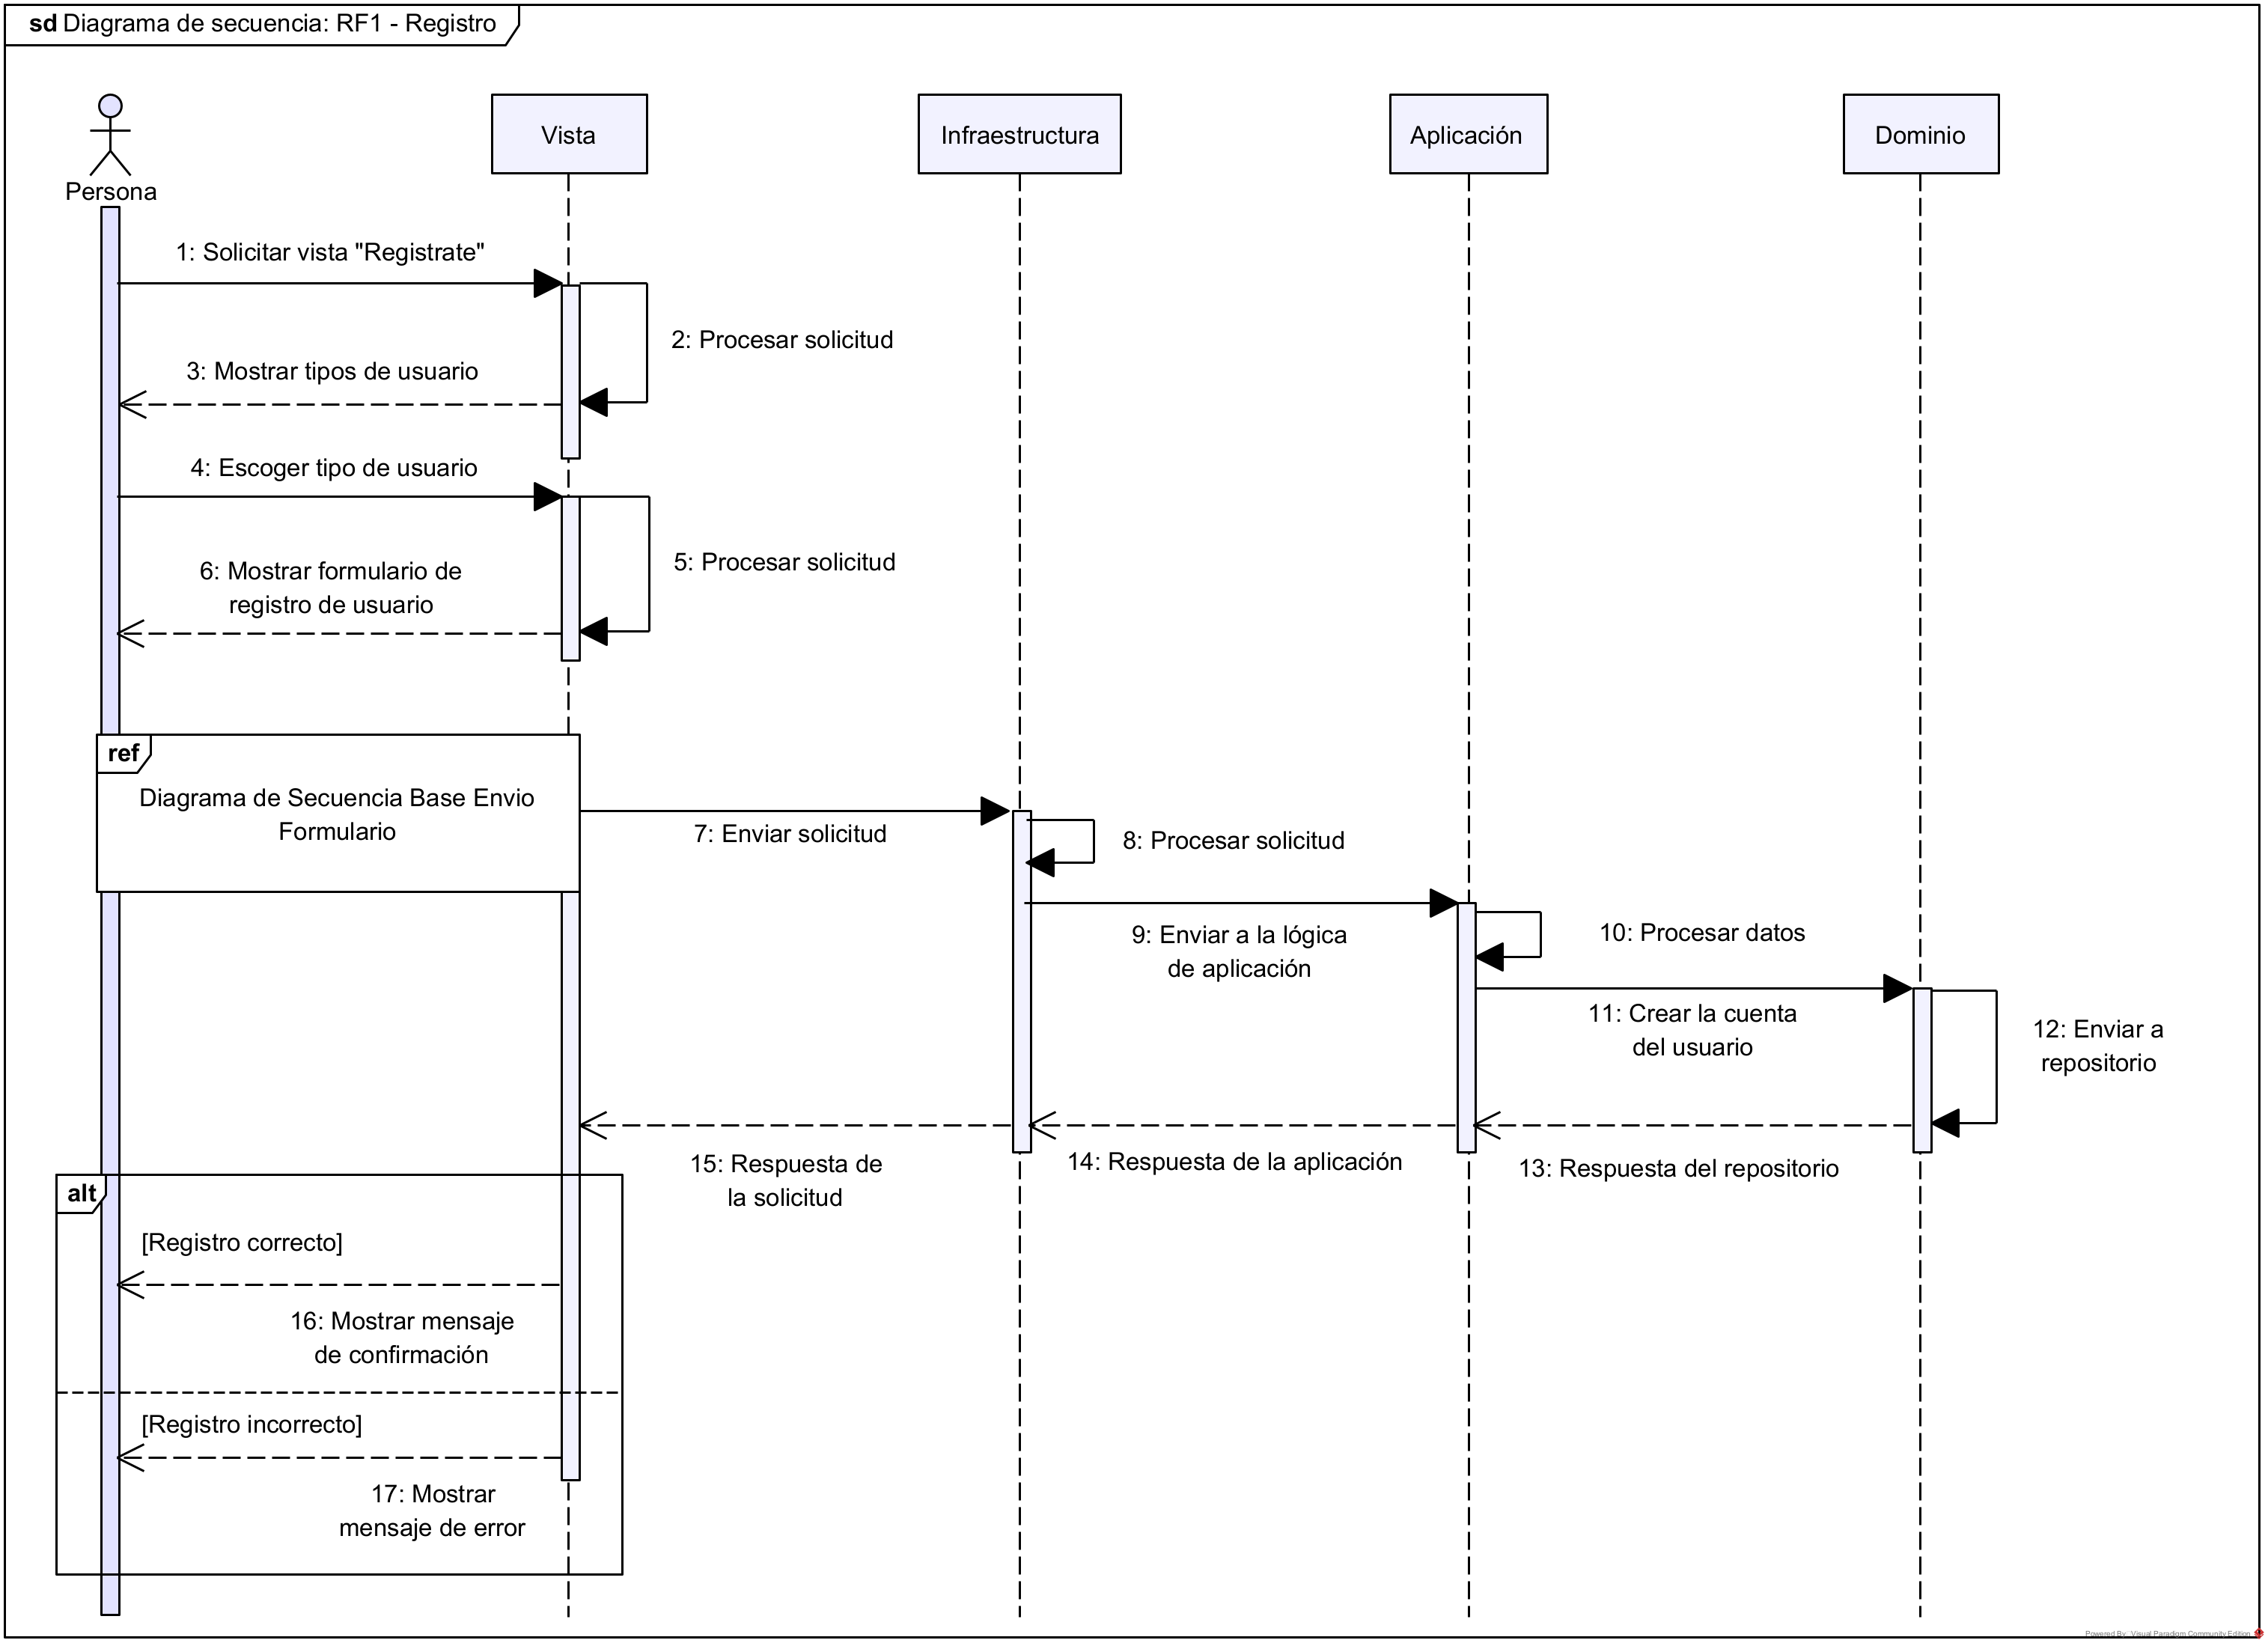 sd Diagrama de secuencia: RF1 - Registro
Persona
Vista
Infraestructura
Aplicación
Dominio
1: Solicitar vista "Registrate"
2: Procesar solicitud
3: Mostrar tipos de usuario
4: Escoger tipo de usuario
5: Procesar solicitud
6: Mostrar formulario de
registro de usuario
ref
Diagrama de Secuencia Base Envio
Formulario
7: Enviar solicitud
8: Procesar solicitud
9: Enviar a la lógica
de aplicación
10: Procesar datos
11: Crear la cuenta
del usuario
12: Enviar a
repositorio
13: Respuesta del repositorio
14: Respuesta de la aplicación
15: Respuesta de
la solicitud
alt
[Registro correcto]
16: Mostrar mensaje
de confirmación
[Registro incorrecto]
17: Mostrar
mensaje de error
Powered By: Visual Paradigm Community Edition